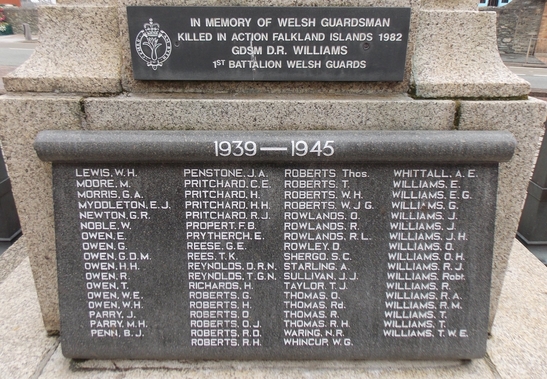 IN MEMORY OF WELSH GUARDSMAN
KILLED IN ACTION FALKLAND ISLANDS 1982
GDSM D.R. WILLIAMS
1ST BATTALION WELSH GUARDS
1939 — 1945
LEWIS, W.H.
MOORE, M.
MORRIS, G.A.
MYDDLETON, E.J.
NEWTON, G.R.
NOBLE, W.
OWEN, E.
OWEN, G.
OWEN, G.D.M.
OWEN, H.H.
OWEN, R.
OWEN, T.
OWEN, W.E.
OWEN, W.H.
PARRY, J.
PARRY, M.H.
PENN, B.J.
PENSTONE, J.A.
PRITCHARD, C.E.
PRITCHARD, H.
PRITCHARD, H.H.
PRITCHARD, R.J.
PROPERT, F.B.
PRYTHERCH, E.
REESE, G.E.
REES, T.K.
REYNOLDS, D.R.N.
REYNOLDS, T.G.N.
RICHARDS, H.
ROBERTS, G.
ROBERTS, H.
ROBERTS, O.
ROBERTS, O.J.
ROBERTS, R.O.
ROBERTS, R.H.
ROBERTS, Thos.
ROBERTS, T.
ROBERTS, W.H.
ROBERTS, W.J.G.
ROWLANDS, O.
ROWLANDS, R.
ROWLANDS, R.L.
ROWLEY, D.
SHERGO, S.C.
STARLING, A.
SULLIVAN, J.J.
TAYLOR, T.J.
THOMAS, O.
THOMAS, Rd.
THOMAS, R.
THOMAS, R.H.
WARING, N.R.
WHINCUP, W.G.
WHITTALL, A.E.
WILLIAMS, E.
WILLIAMS, E.G.
WILLIAMS, G.
WILLIAMS, J.
WILLIAMS, J.
WILLIAMS, J.H.
WILLIAMS, O.
WILLIAMS, O.H.
WILLIAMS, R.J.
WILLIAMS, Robt.
WILLIAMS, R.
WILLIAMS, R.A.
WILLIAMS, R.M.
WILLIAMS, T.
WILLIAMS, T.
WILLIAMS, T.W.E.